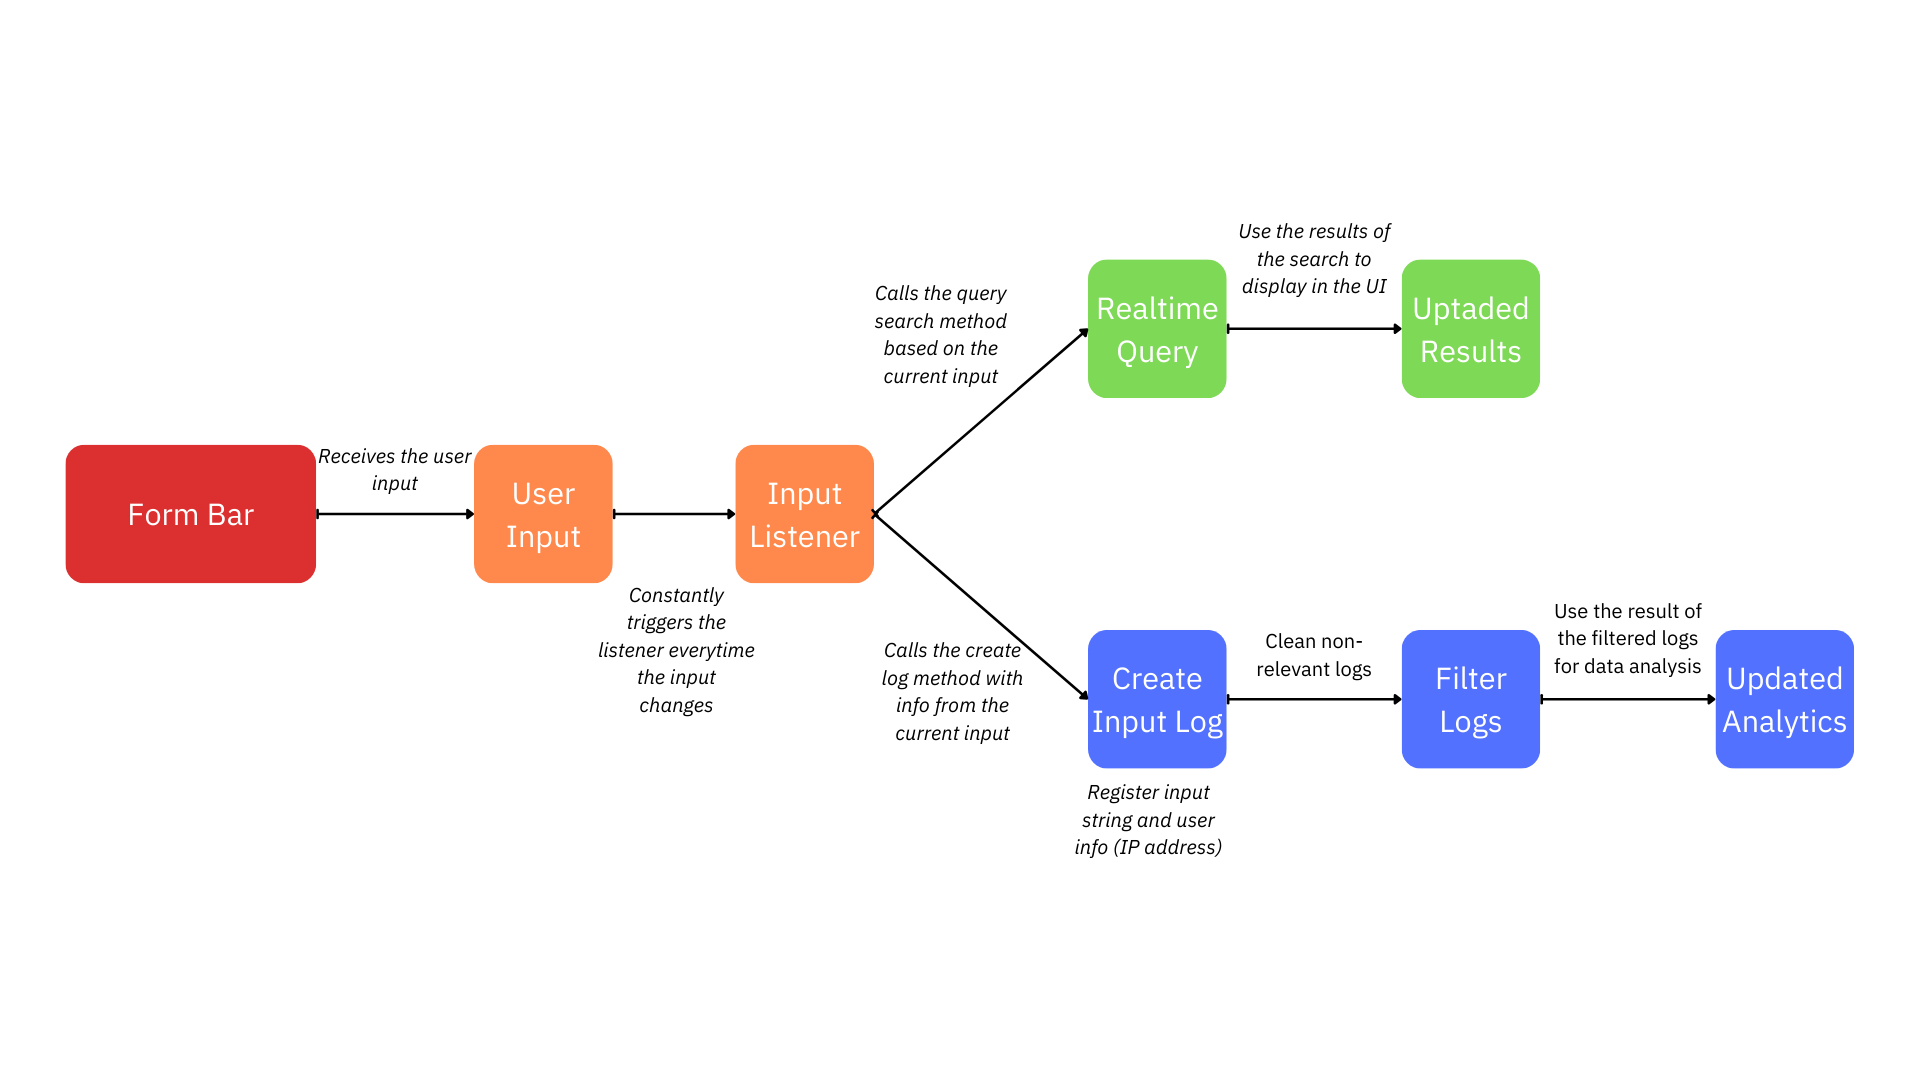 Form Bar
Receives the user
input
User
Input
Constantly
triggers the
listener everytime
the input
changes
Input
Listener
Calls the query
search method
based on the
current input
Realtime
Query
Use the results of
the search to
display in the UI
Uptaded
Results
Calls the create
log method with
info from the
current input
Create
Input Log
Register input
string and user
info (IP address)
Clean non-
relevant logs
Filter
Logs
Use the result of
the filtered logs
for data analysis
Updated
Analytics